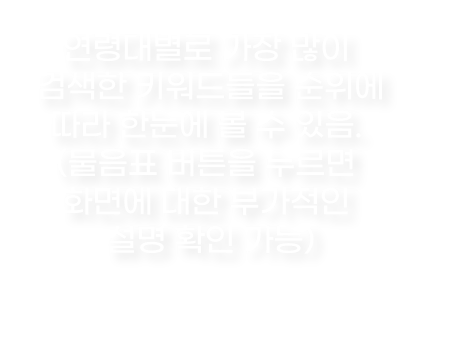 연령대별로 가장 많이
검색한 키워드들을 순위에
따라 한눈에 볼 수 있음.
(물음표 버튼을 누르면
화면에 대한 부가적인
설명 확인 가능)